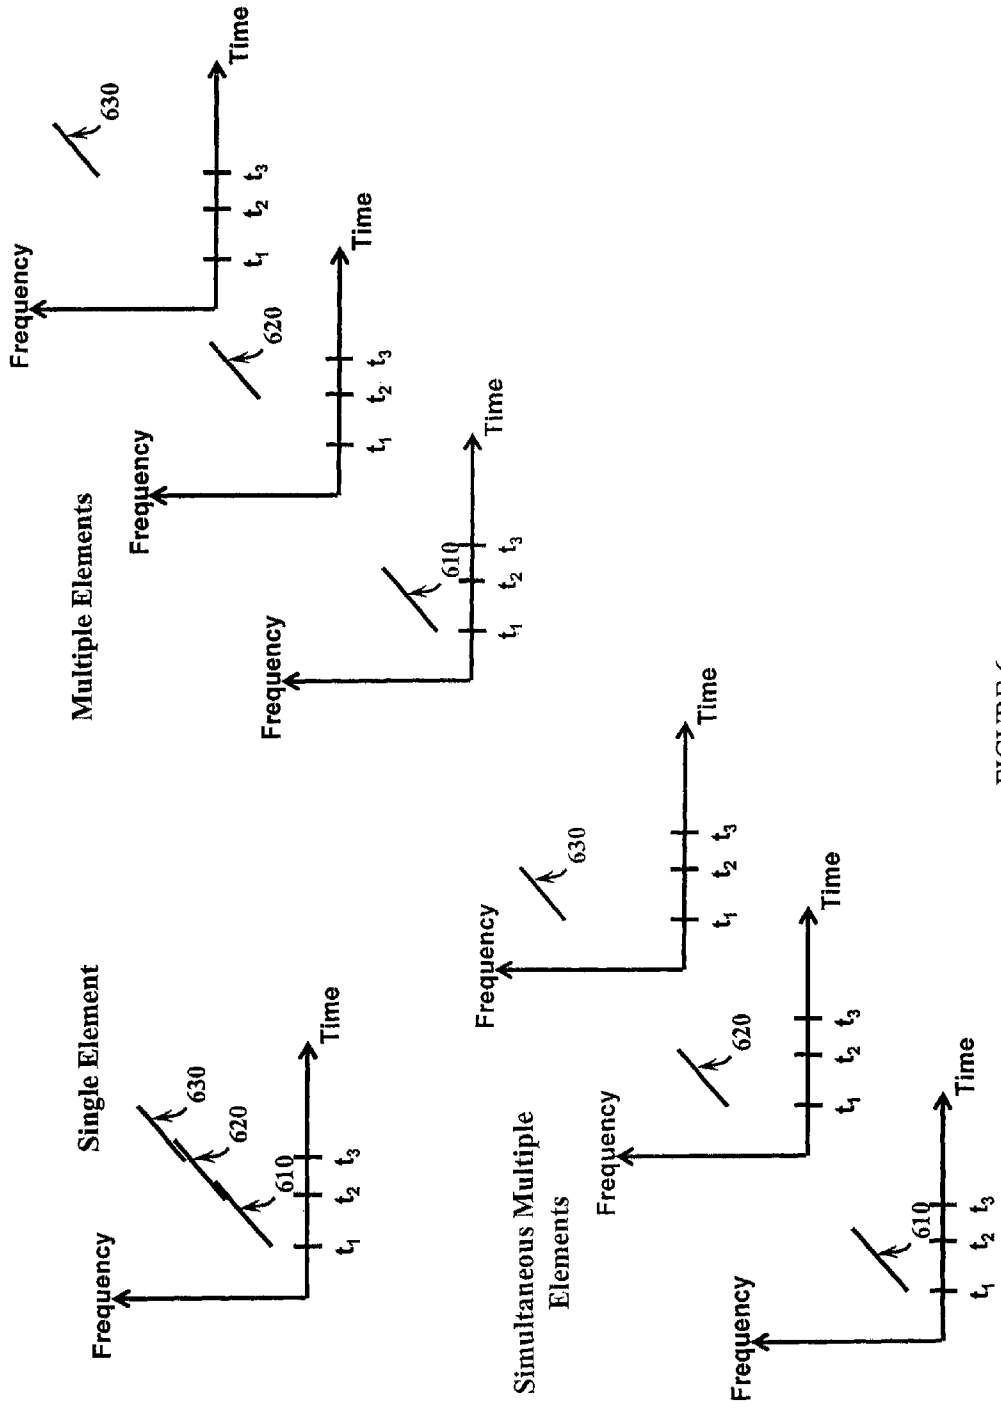 Single Element
Frequency
630
620
610
t1 t2 t3
Time
Multiple Elements
Frequency
610
t1 t2 t3
Time
Frequency
620
t1 t2 t3
Time
Frequency
630
t1 t2 t3
Time
Simultaneous Multiple
Elements
Frequency
610
t1 t2 t3
Time
Frequency
620
t1 t2 t3
Time
Frequency
630
t1 t2 t3
Time